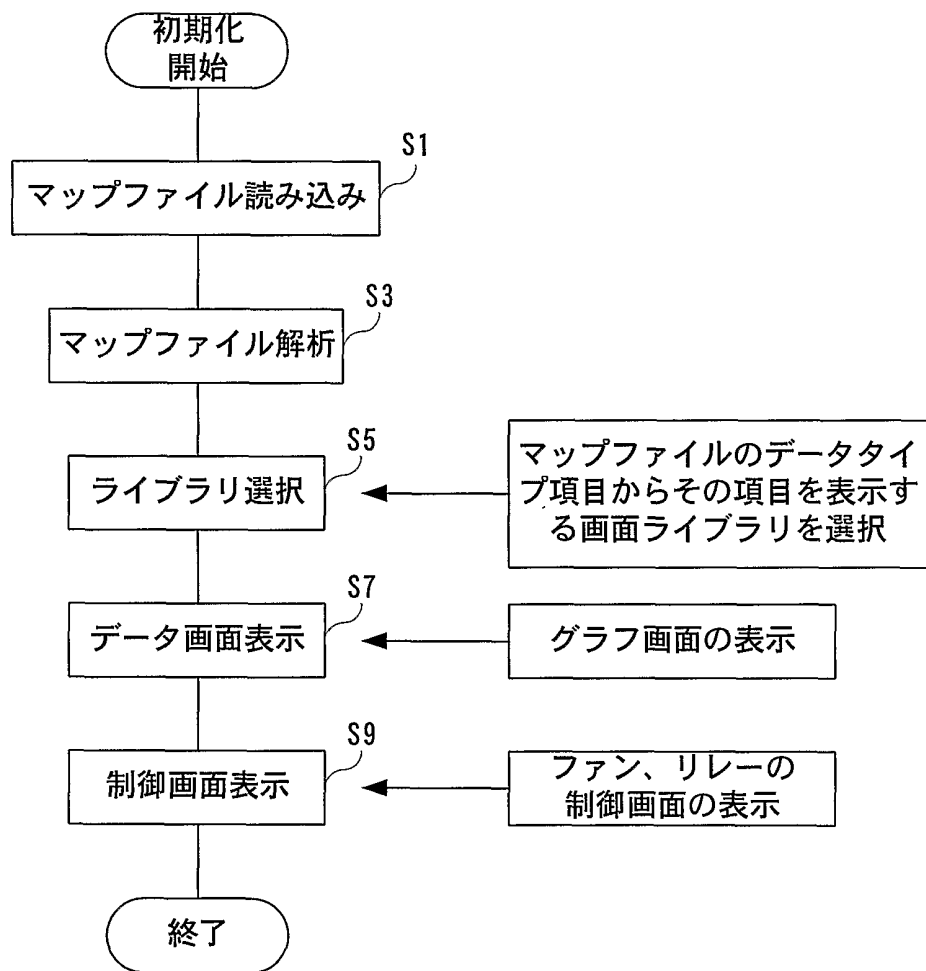 初期化
開始
S1
マップファイル読み込み
S3
マップファイル解析
S5
ライブラリ選択
マップファイルのデータタイ
プ項目からその項目を表示す
る画面ライブラリを選択
S7
データ画面表示
グラフ画面の表示
S9
制御画面表示
ファン、リレーの
制御画面の表示
終了